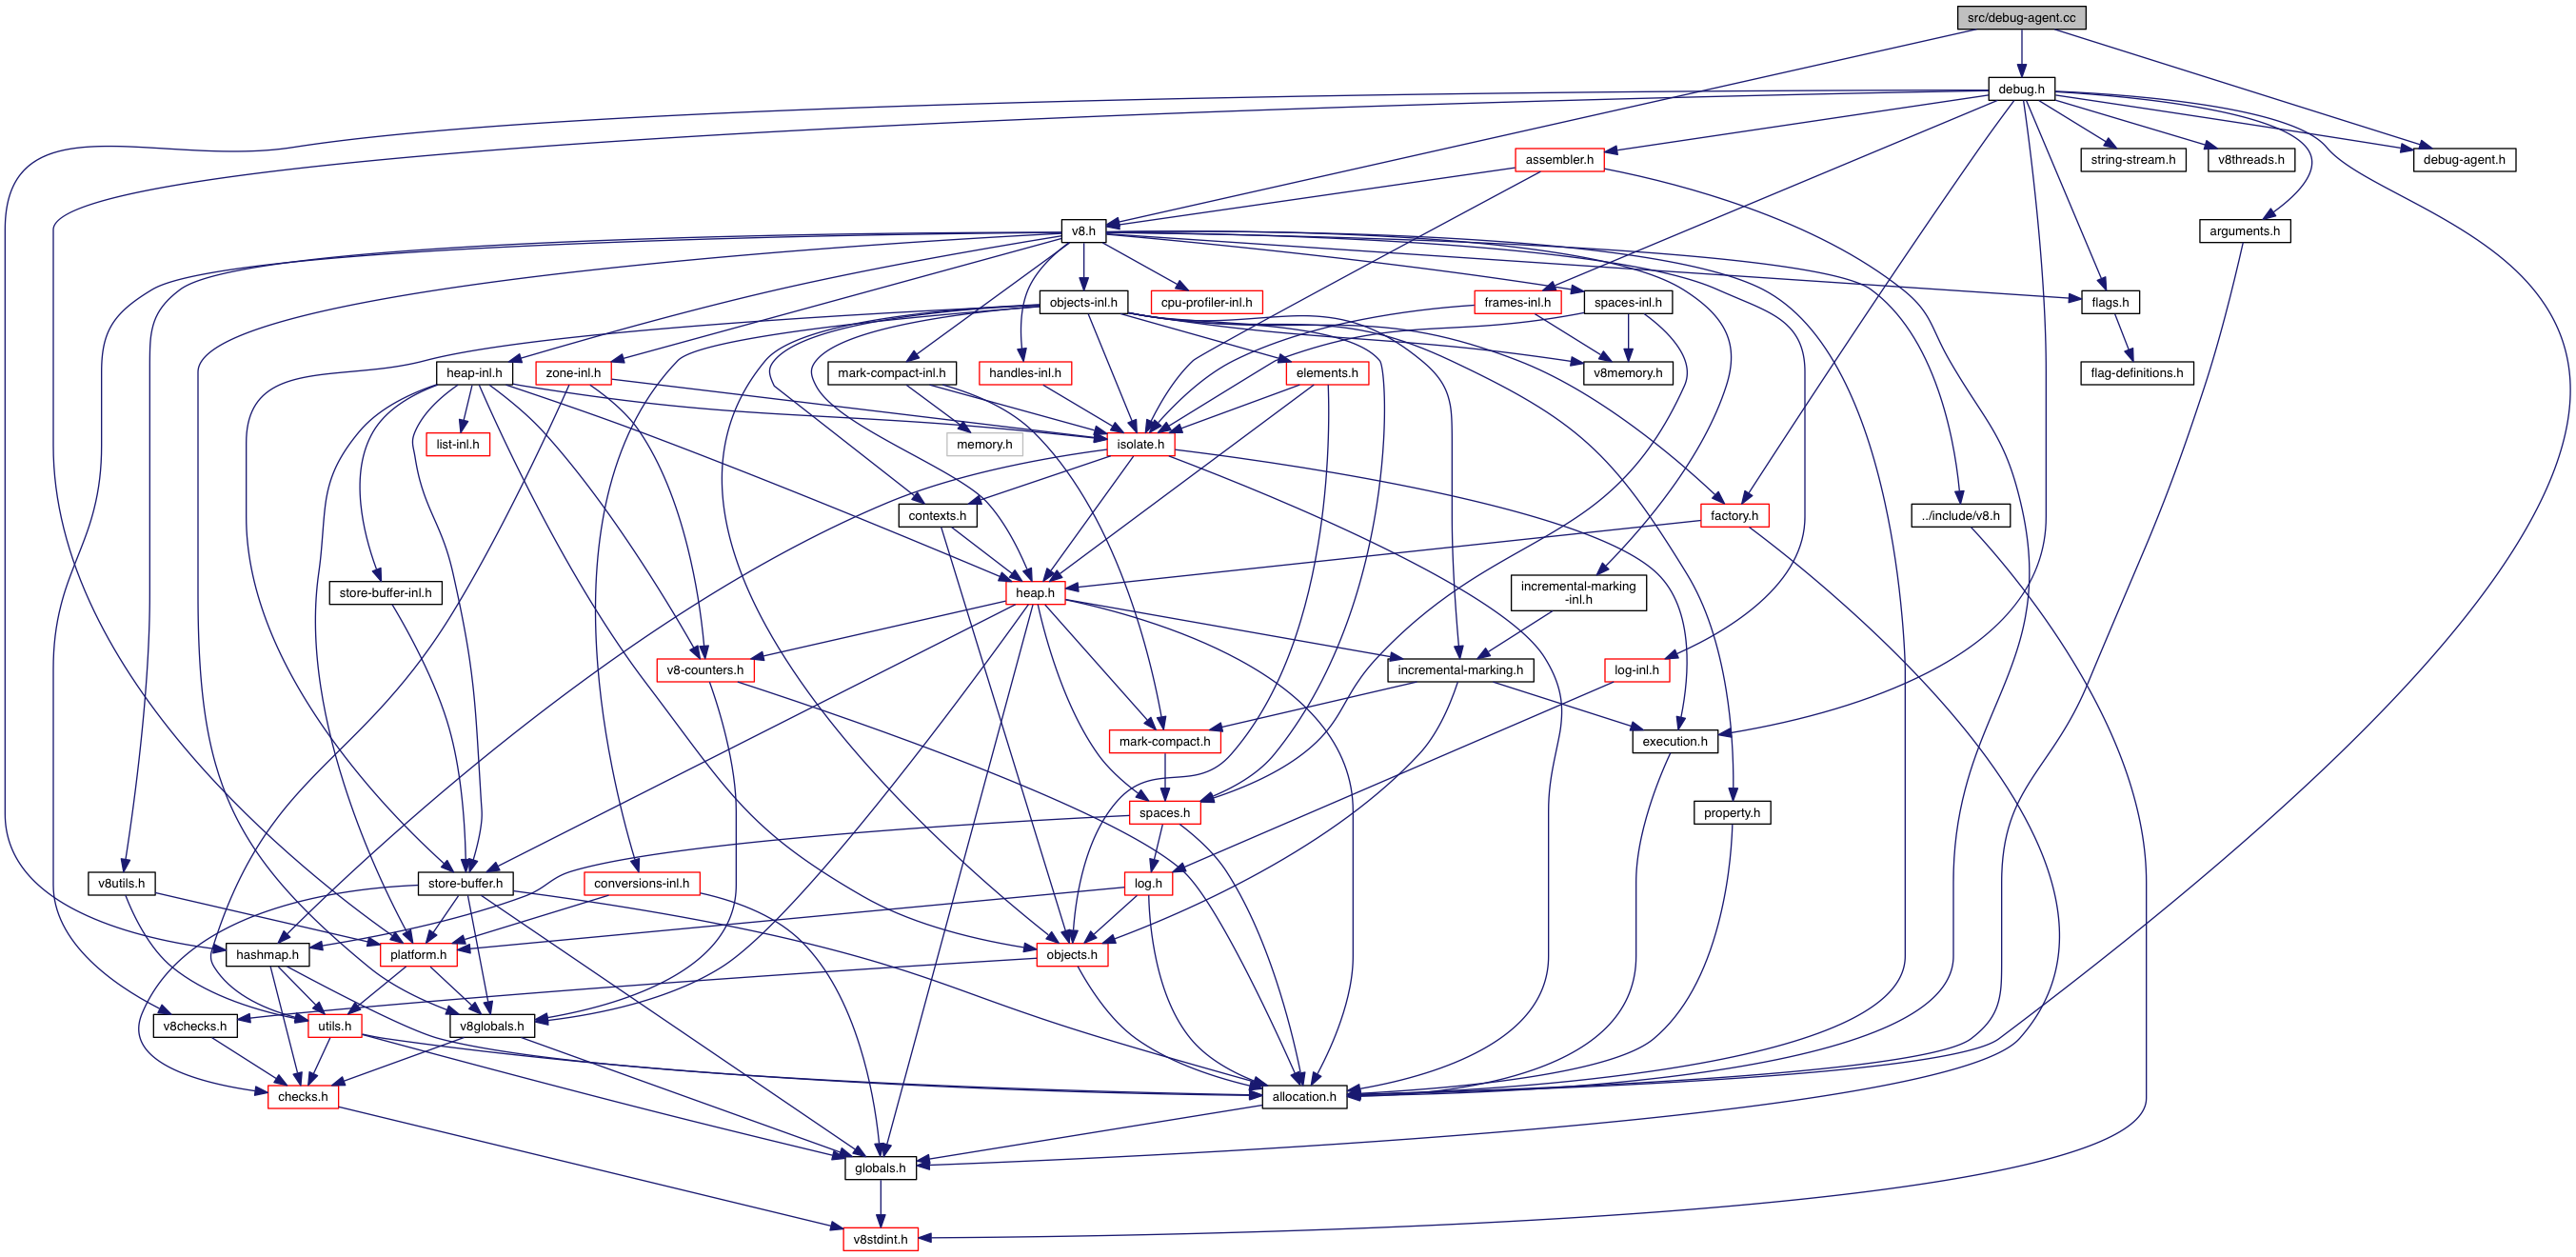 src/debug-agent.cc
debug.h
assembler.h
string-stream.h
v8threads.h
debug-agent.h
v8.h
arguments.h
objects-inl.h
cpu-profiler-inl.h
frames-inl.h
spaces-inl.h
flags.h
heap-inl.h
zone-inl.h
mark-compact-inl.h
handles-inl.h
elements.h
v8memory.h
flag-definitions.h
list-inl.h
memory.h
isolate.h
contexts.h
factory.h
../include/v8.h
store-buffer-inl.h
heap.h
incremental-marking
-inl.h
v8-counters.h
incremental-marking.h
log-inl.h
mark-compact.h
execution.h
spaces.h
property.h
v8utils.h
store-buffer.h
conversions-inl.h
log.h
hashmap.h
platform.h
objects.h
v8checks.h
utils.h
v8globals.h
checks.h
allocation.h
globals.h
v8stdint.h